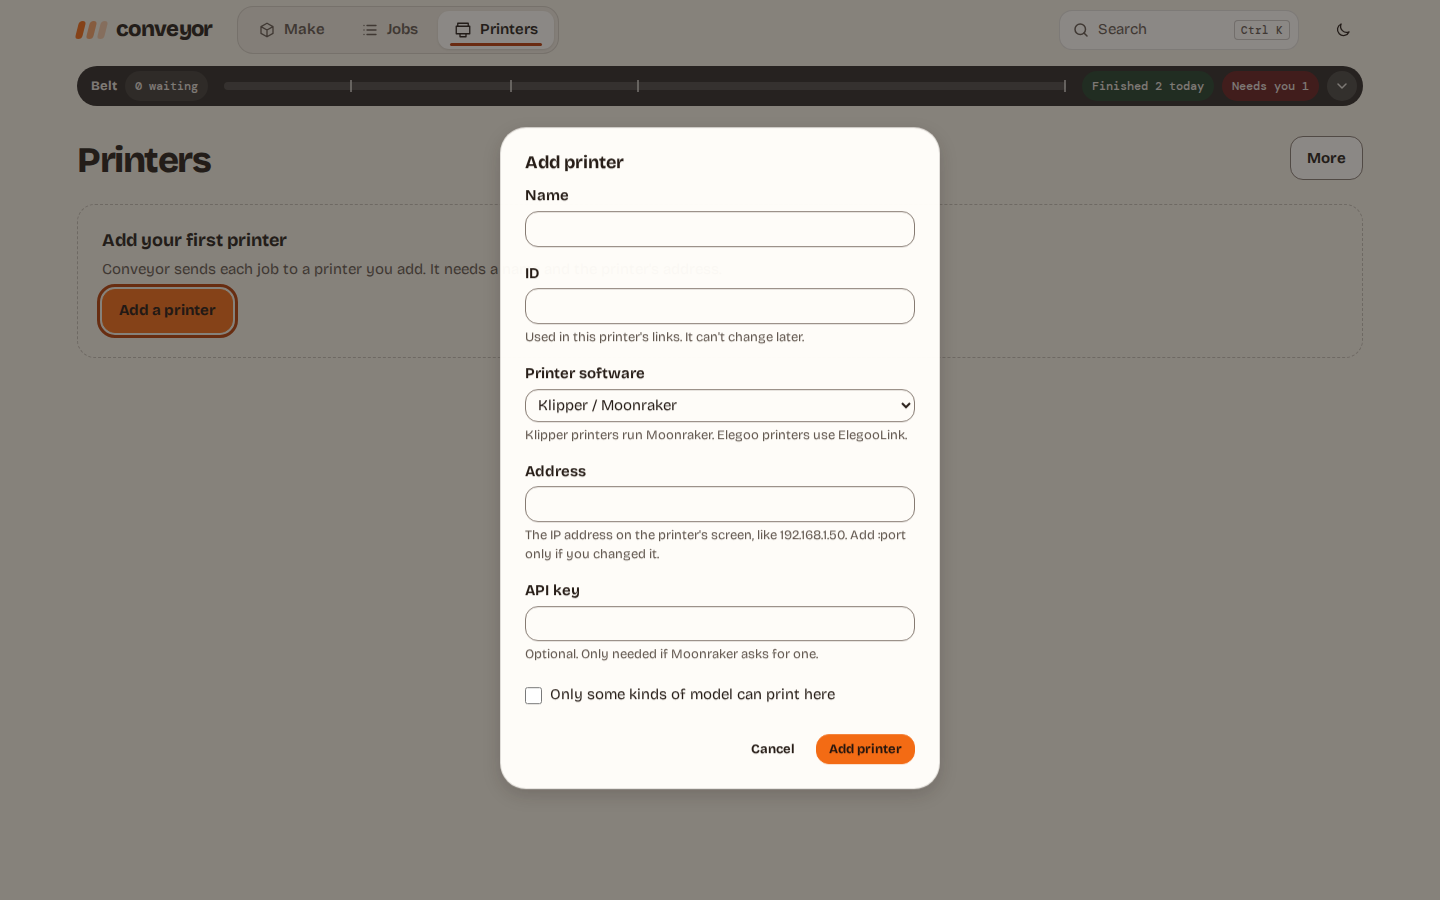 conveyor
Make
Jobs
Printers
Search
Ctrl K
Belt
0 waiting
Finished 2 today
Needs you 1
Printers
More
Add your first printer
Conveyor sends each job to a printer you add. It needs a
Add a printer
Add printer
Name
ID
Used in this printer's links. It can't change later.
Printer software
Klipper / Moonraker
Klipper printers run Moonraker. Elegoo printers use ElegooLink.
Address
The IP address on the printer's screen, like 192.168.1.50. Add :port
only if you changed it.
API key
Optional. Only needed if Moonraker asks for one.
Only some kinds of model can print here
Cancel
Add printer